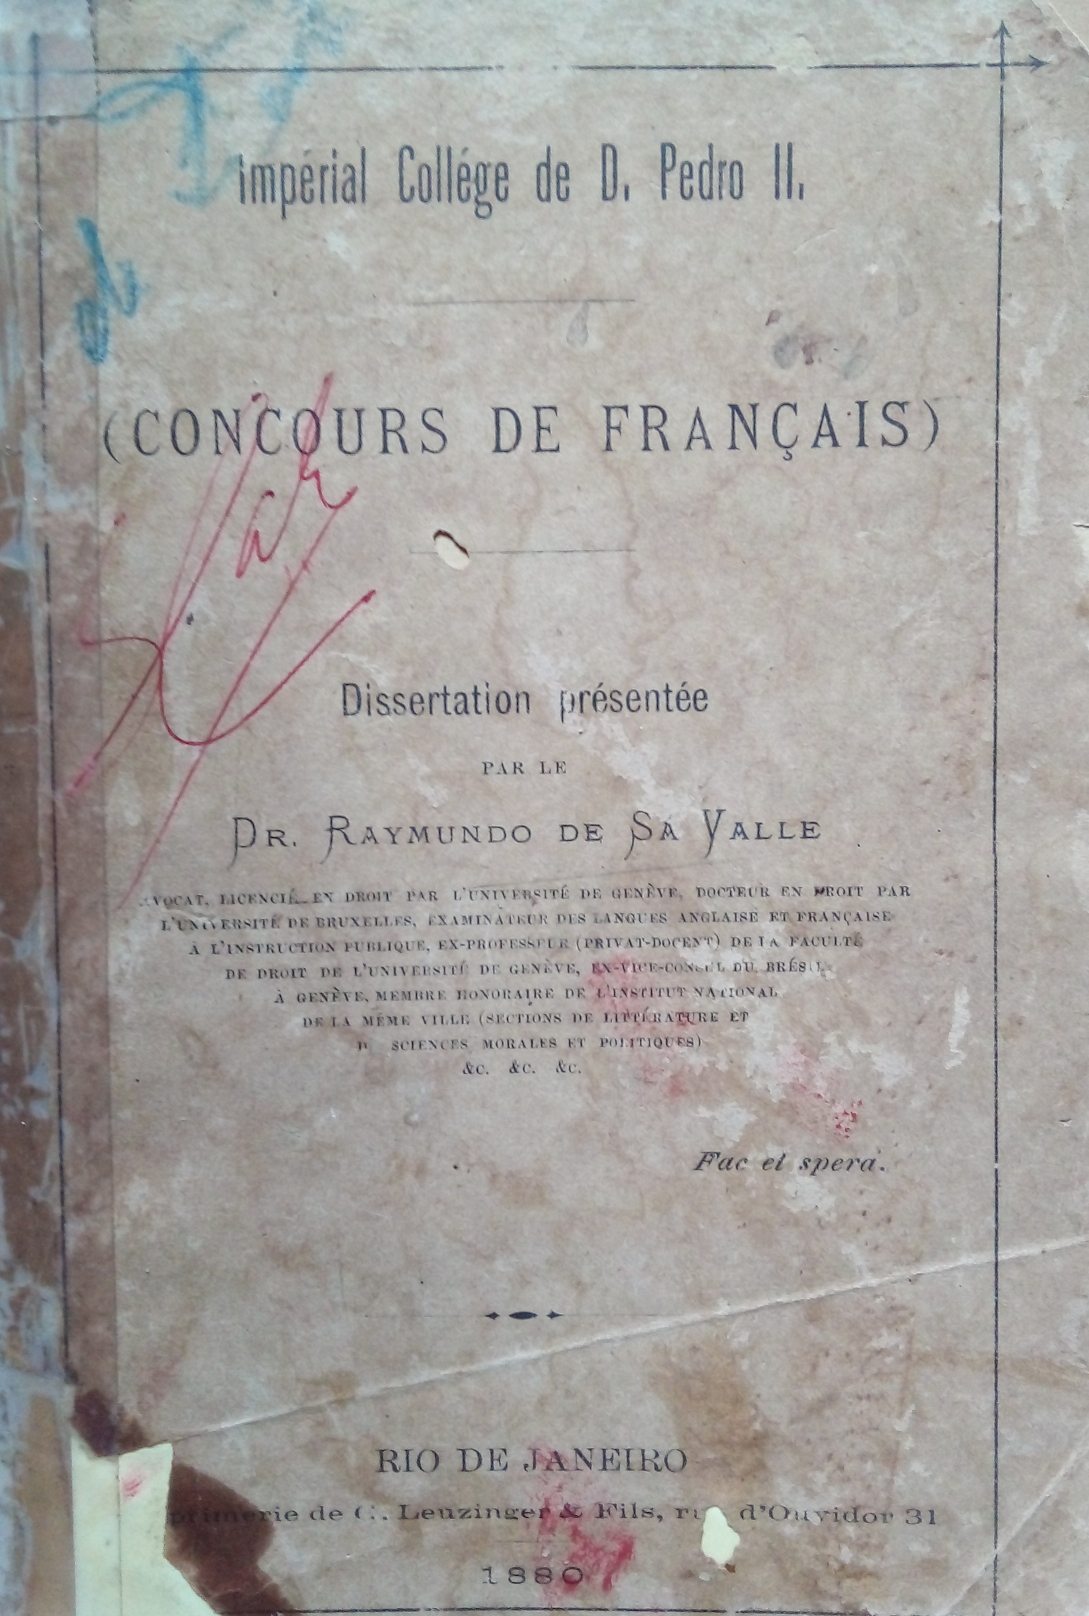 Impérial Collége de D. Pedro II.
(CONCOURS DE FRANÇAIS)
Dissertation présentée
PAR LE
DR. RAYMUNDO DE SA VALLE
VOCAT, LICENCIÉ EN DROIT PAR L'UNIVERSITÉ DE GENÈVE, DOCTEUR EN DROIT PAR
L'UNIVERSITÉ DE BRUXELLES, EXAMINATEUR DES LANGUES ANGLAISE ET FRANÇAISE
À L'INSTRUCTION PUBLIQUE, EX-PROFESSEUR (PRIVAT-DOCENT) DE LA FACULTÉ
DE DROIT DE L'UNIVERSITÉ DE GENÈVE, EX-VICE-CONSUL DU BRÉSIL
À GENÈVE, MEMBRE HONORAIRE DE L'INSTITUT NATIONAL
DE LA MÊME VILLE (SECTIONS DE LITTÉRATURE ET
D SCIENCES MORALES ET POLITIQUES)
&C. &C. &C.
Fac et spera.
RIO DE JANEIRO
primerie de G. Leuzinger & Fils, ru d'Ouvidor 31
1880